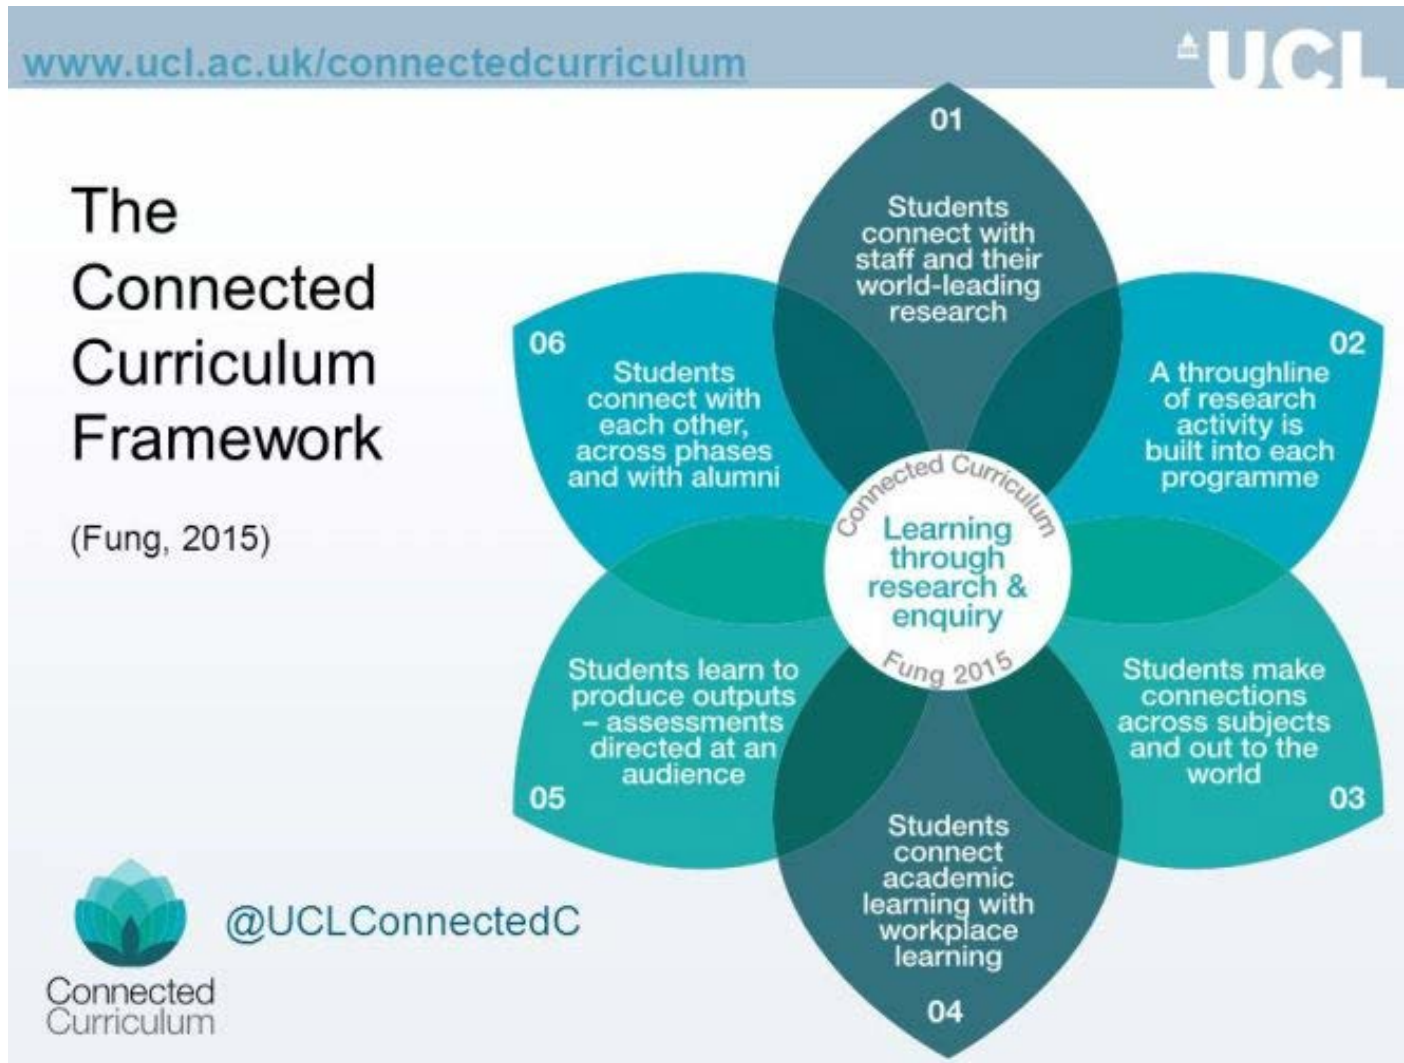 www.ucl.ac.uk/connectedcurriculum
UCL
The
Connected
Curriculum
Framework
(Fung, 2015)
01
Students
connect with
staff and their
world-leading
research
02
A throughline
of research
activity is
built into each
programme
Students make
connections
across subjects
and out to the
world
03
Students
connect
academic
learning with
workplace
learning
04
Students learn to
produce outputs
– assessments
directed at an
audience
05
06
Students
connect with
each other,
across phases
and with alumni
Connected Curriculum
Learning
through
research &
enquiry
Fung 2015
@UCLConnectedC
Connected
Curriculum